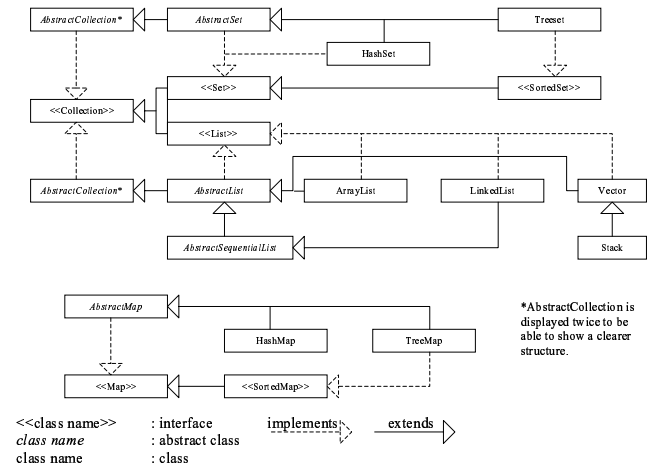 AbstractCollection*
AbstractSet
Treeset
HashSet
<<Set>>
<<SortedSet>>
<<Collection>>
<<List>>
AbstractCollection*
AbstractList
ArrayList
LinkedList
Vector
AbstractSequentialList
Stack
AbstractMap
HashMap
TreeMap
<<Map>>
<<SortedMap>>
*AbstractCollection is
displayed twice to be
able to show a clearer
structure.
<<class name>> : interface
class name : abstract class
class name : class
implements
extends